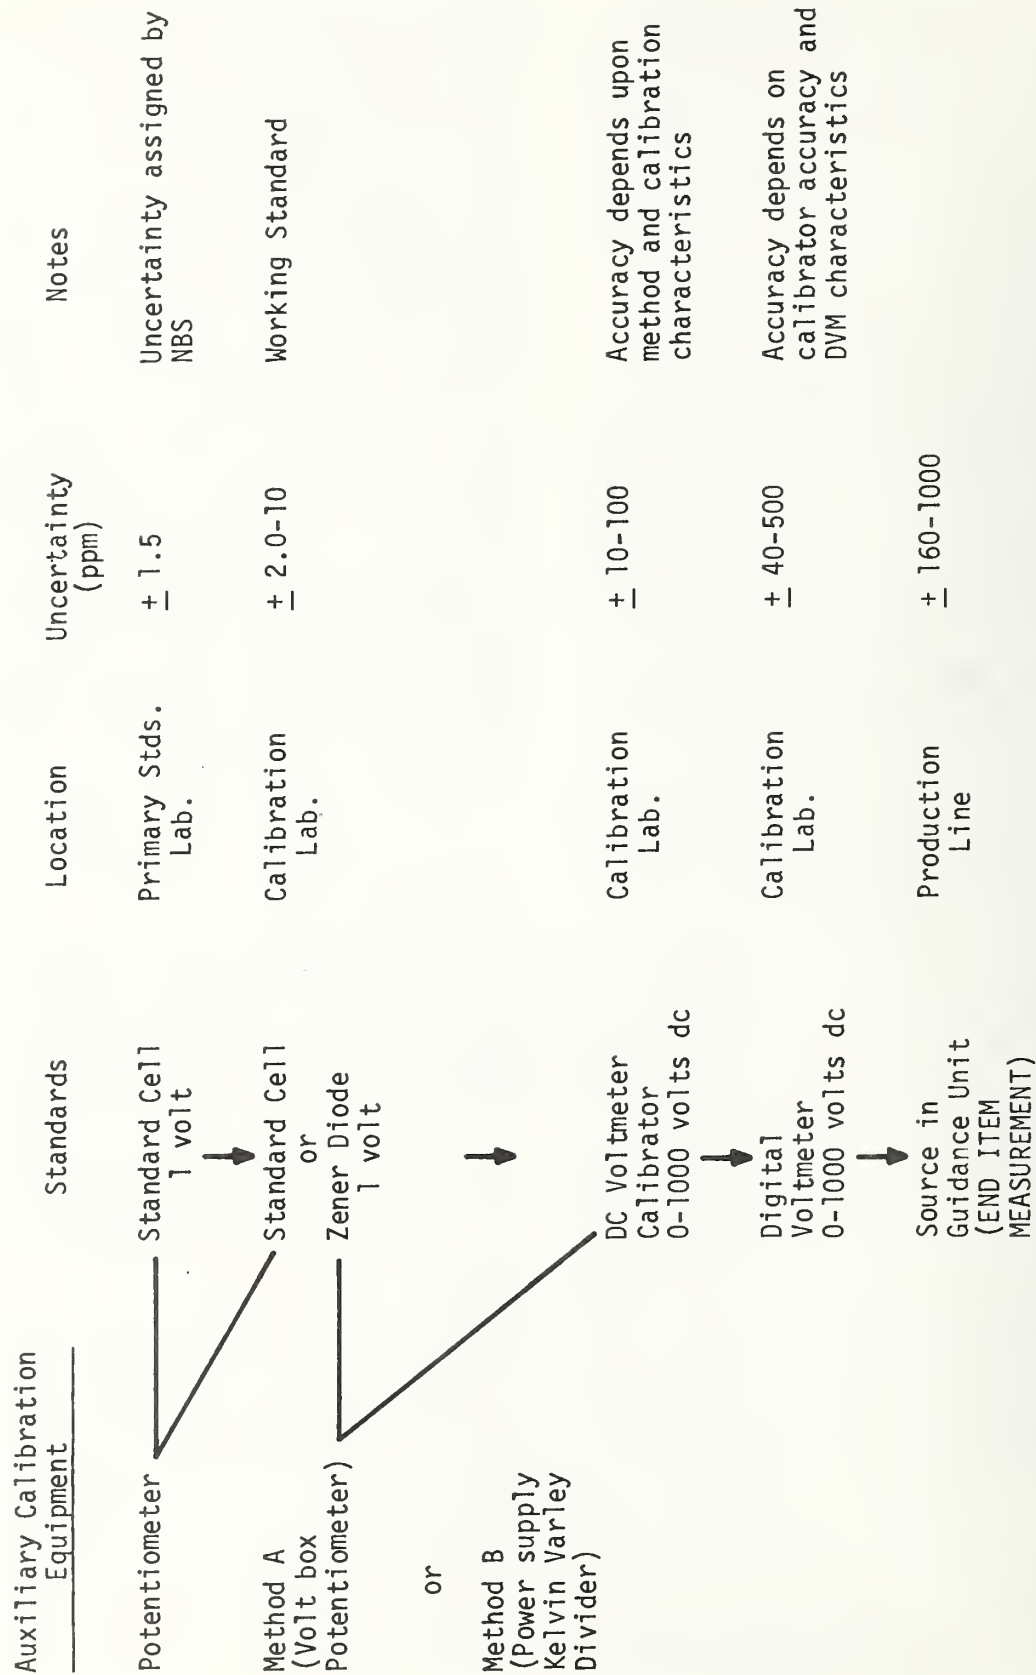 Auxiliary Calibration
Equipment
Standards
Location
Uncertainty
(ppm)
Notes
Potentiometer
Standard Cell
1 volt
Primary Stds.
Lab.
+ 1.5
Uncertainty assigned by
NBS
Method A
(Volt box
Potentiometer)
Standard Cell
or
Zener Diode
1 volt
Calibration
Lab.
+ 2.0-10
Working Standard
or
Method B
(Power supply
Kelvin Varley
Divider)
DC Voltmeter
Calibrator
0-1000 volts dc
Calibration
Lab.
+ 10-100
Accuracy depends upon
method and calibration
characteristics
Digital
Voltmeter
0-1000 volts dc
Calibration
Lab.
+ 40-500
Accuracy depends on
calibrator accuracy and
DVM characteristics
Source in
Guidance Unit
(END ITEM
MEASUREMENT)
Production
Line
+ 160-1000